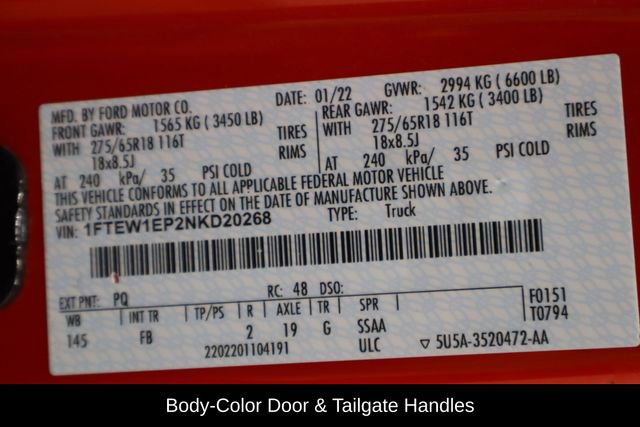 MFD. BY FORD MOTOR CO.
DATE: 01/22 GVWR: 2994 KG ( 6600 LB)
FRONT GAWR: 1565 KG ( 3450 LB)
REAR GAWR: 1542 KG ( 3400 LB)
WITH 275/65R18 116T TIRES
WITH 275/65R18 116T TIRES
18x8.5J RIMS
18x8.5J RIMS
AT 240 kPa/ 35 PSI COLD
AT 240 kPa/ 35 PSI COLD
THIS VEHICLE CONFORMS TO ALL APPLICABLE FEDERAL MOTOR VEHICLE
SAFETY STANDARDS IN EFFECT ON THE DATE OF MANUFACTURE SHOWN ABOVE.
VIN: 1FTEW1EP2NKD20268 TYPE: Truck
EXT PNT: PQ RC: 48 DSO:
WB INT TR TP/PS R AXLE TR SPR
145 FB 2 19 G SSAA
2202201104191 ULC
F0151
T0794
▽ 5U5A-3520472-AA
Body-Color Door & Tailgate Handles